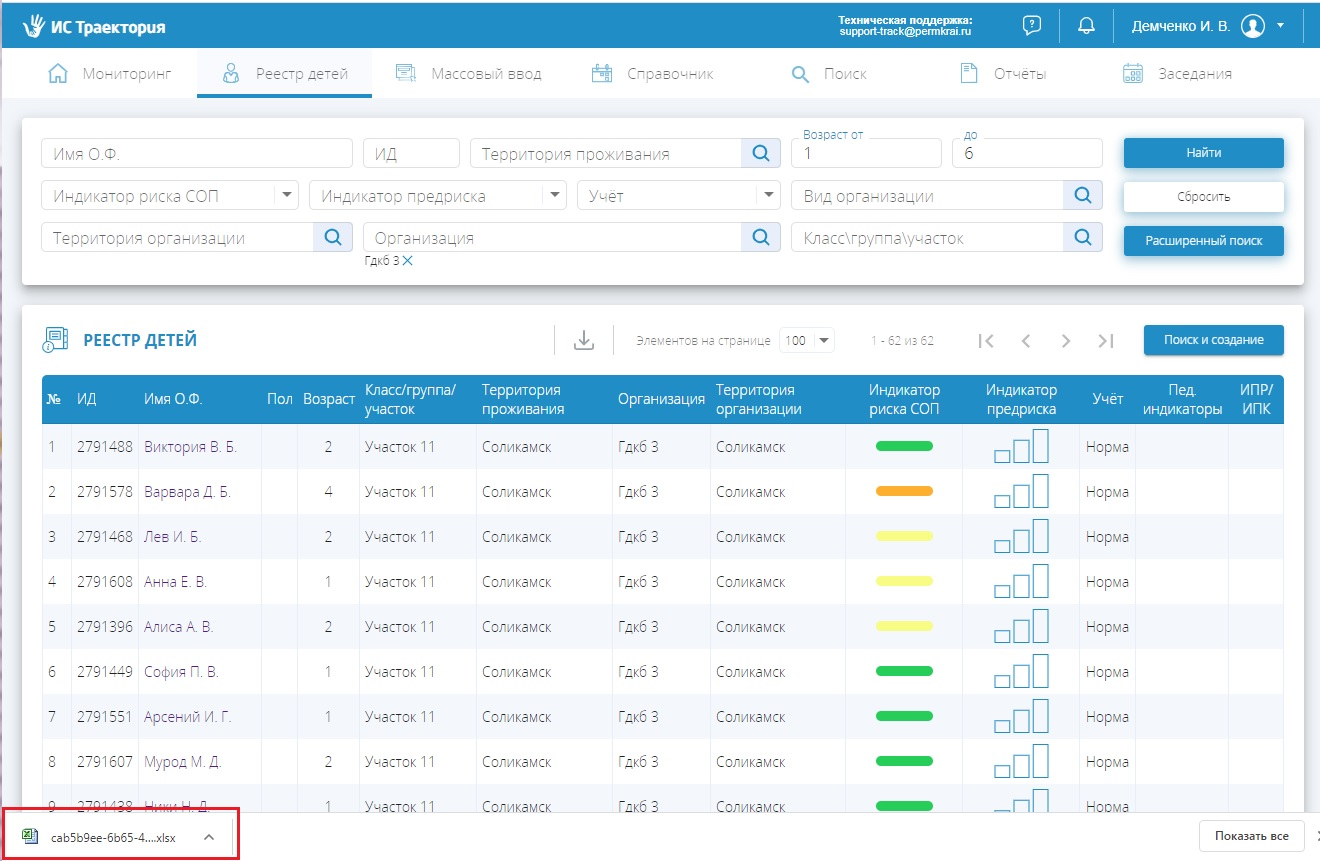 ИС Траектория
Техническая поддержка:
support-track@permkrai.ru
Демченко И. В.
Мониторинг
Реестр детей
Массовый ввод
Справочник
Поиск
Отчёты
Заседания
Имя О.Ф.
ИД
Территория проживания
Возраст от
1
до
6
Найти
Индикатор риска СОП
Индикатор предриска
Учёт
Вид организации
Сбросить
Территория организации
Организация
Класс\группа\участок
Расширенный поиск
Гдкб 3
РЕЕСТР ДЕТЕЙ
Элементов на странице 100
1 - 62 из 62
Поиск и создание
№ ИД Имя О.Ф. Пол Возраст Класс/группа/участок Территория проживания Организация Территория организации Индикатор риска СОП Индикатор предриска Учёт Пед. индикаторы ИПР/ИПК
1 2791488 Виктория В. Б. 2 Участок 11 Соликамск Гдкб 3 Соликамск Норма
2 2791578 Варвара Д. Б. 4 Участок 11 Соликамск Гдкб 3 Соликамск Норма
3 2791468 Лев И. Б. 2 Участок 11 Соликамск Гдкб 3 Соликамск Норма
4 2791608 Анна Е. В. 1 Участок 11 Соликамск Гдкб 3 Соликамск Норма
5 2791396 Алиса А. В. 2 Участок 11 Соликамск Гдкб 3 Соликамск Норма
6 2791449 София П. В. 1 Участок 11 Соликамск Гдкб 3 Соликамск Норма
7 2791551 Арсений И. Г. 1 Участок 11 Соликамск Гдкб 3 Соликамск Норма
8 2791607 Мурод М. Д. 2 Участок 11 Соликамск Гдкб 3 Соликамск Норма
9 2791438 Ники Н. Д. 1 Участок 11 Соликамск Гдкб 3 Соликамск Норма
cab5b9ee-6b65-4....xlsx
Показать все